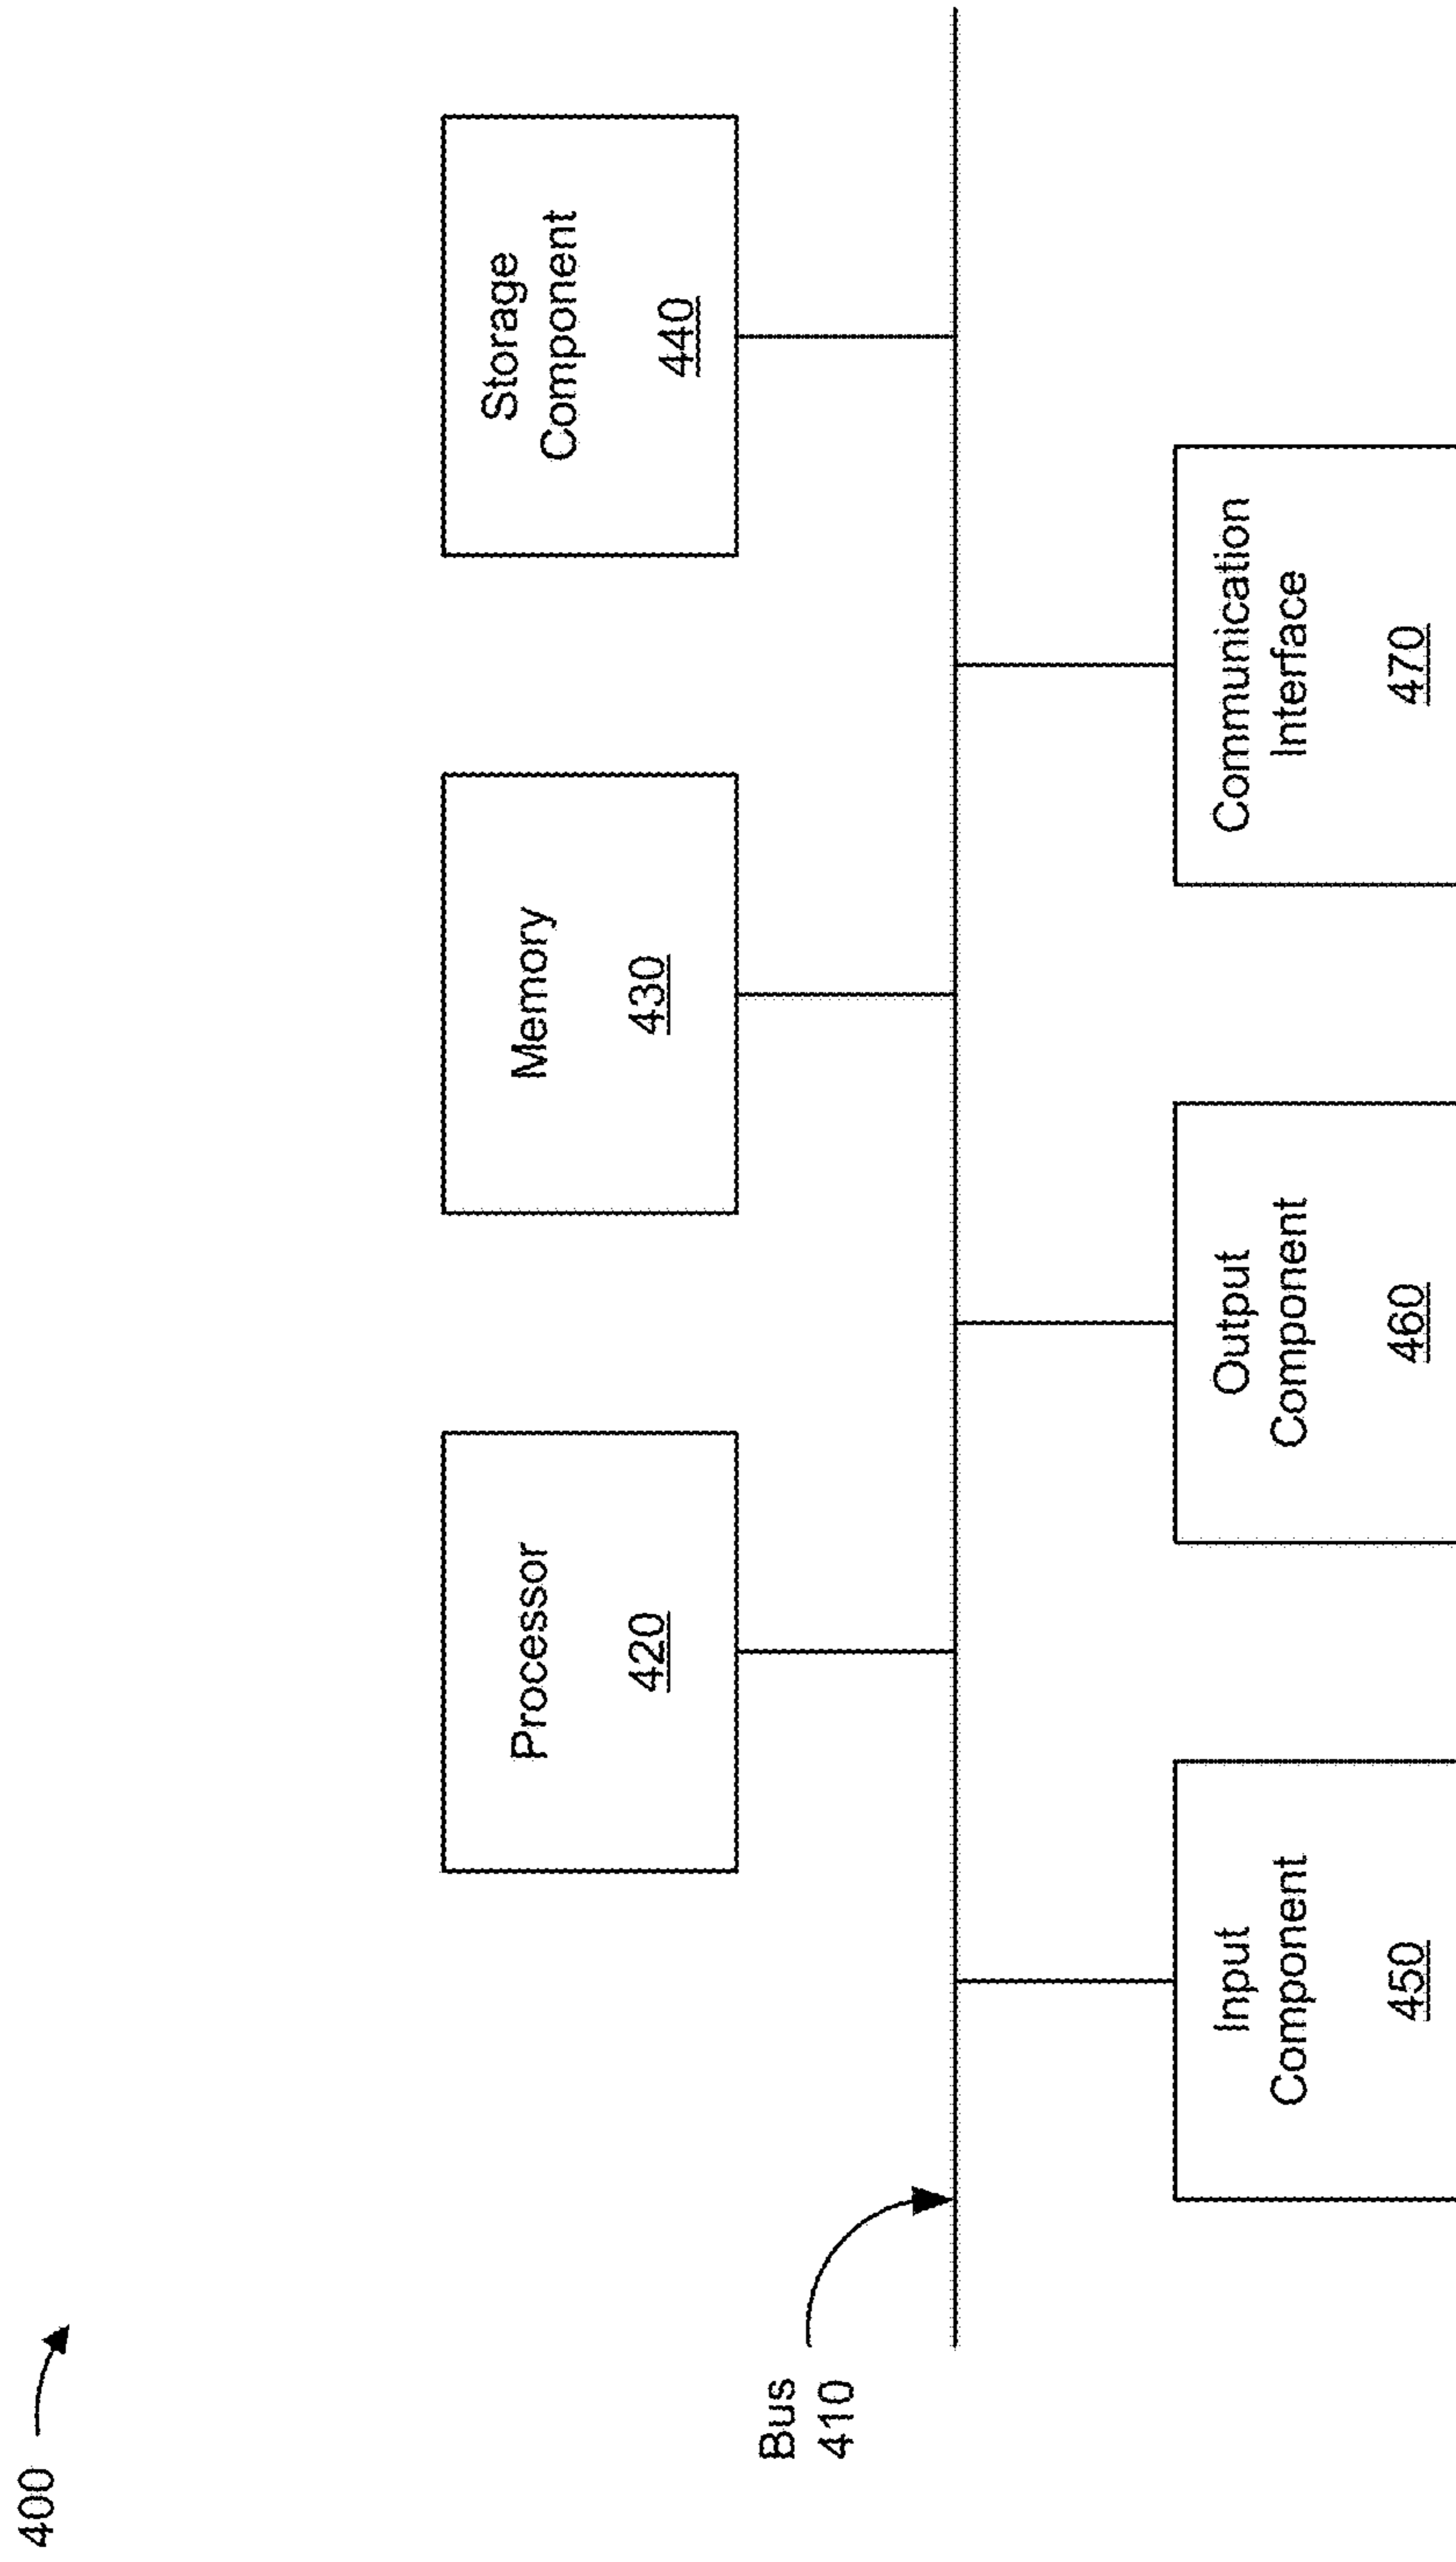 400
Processor
420
Memory
430
Storage
Component
440
Bus
410
Input
Component
450
Output
Component
460
Communication
Interface
470